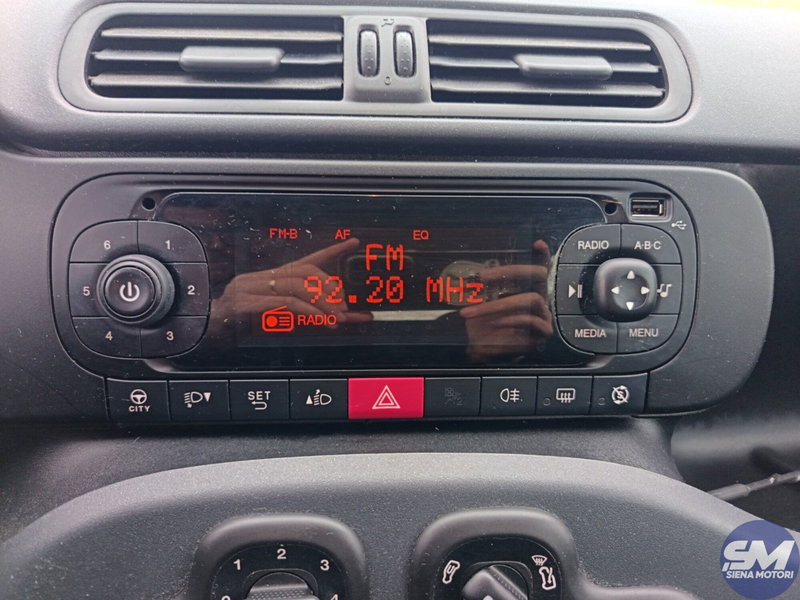 R
O
FM-B AF EQ
FM
92.20 MHz
RADIO
6 1
5 2
4 3
RADIO A·B·C
MEDIA MENU
CITY
SET
1 2 3
4
SM
SIENA MOTORI